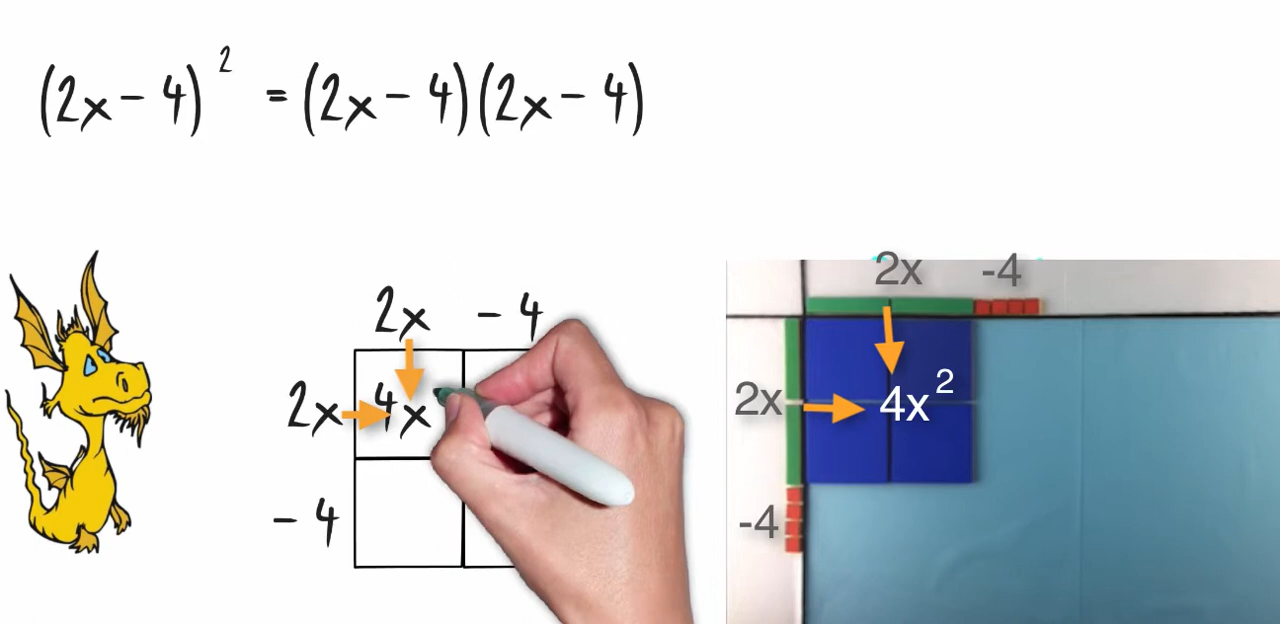 (2x - 4)² = (2x - 4)(2x - 4)
2x - 4
2x 4x
- 4
2x -4
2x 4x²
-4